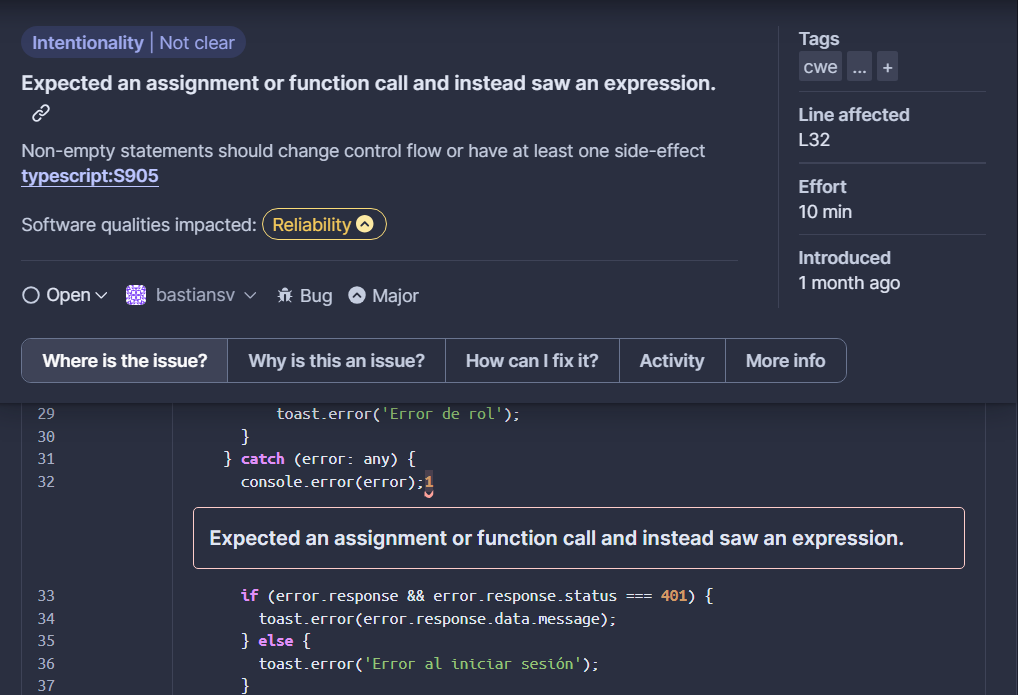 Intentionality | Not clear
Expected an assignment or function call and instead saw an expression.
Non-empty statements should change control flow or have at least one side-effect
typescript:S905
Software qualities impacted: Reliability
Open bastiansv Bug Major
Tags
cwe ... +
Line affected
L32
Effort
10 min
Introduced
1 month ago
Where is the issue? Why is this an issue? How can I fix it? Activity More info
29 toast.error('Error de rol');
30 }
31 } catch (error: any) {
32 console.error(error);1
Expected an assignment or function call and instead saw an expression.
33 if (error.response && error.response.status === 401) {
34 toast.error(error.response.data.message);
35 } else {
36 toast.error('Error al iniciar sesión');
37 }